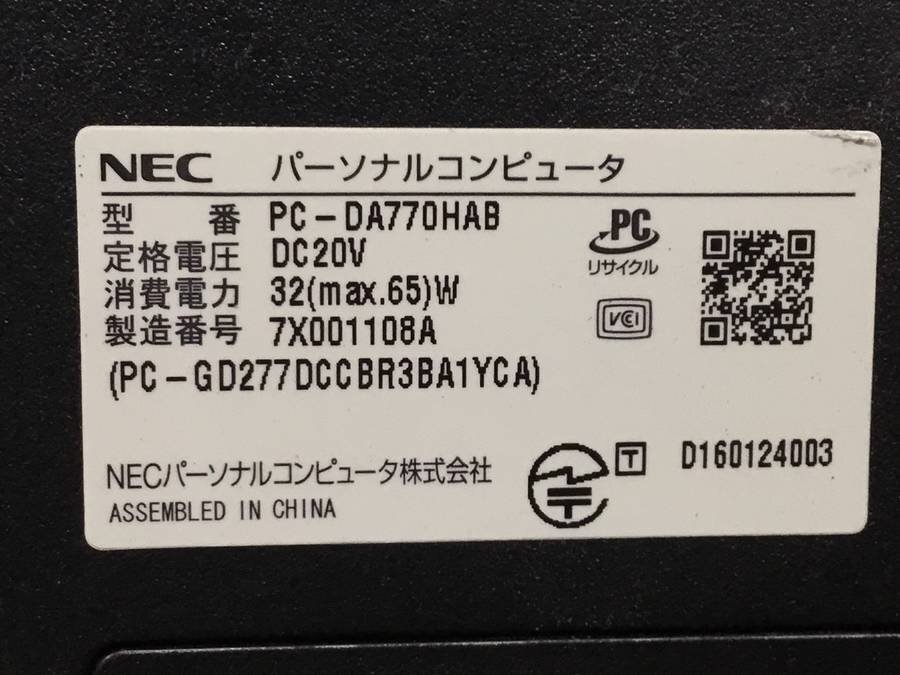 NEC パーソナルコンピュータ
型 番 PC-DA770HAB
定格電圧 DC20V
消費電力 32(max.65)W
製造番号 7X001108A
(PC-GD277DCCBR3BA1YCA)
PC
リサイクル
VCI
NECパーソナルコンピュータ株式会社
ASSEMBLED IN CHINA
T D160124003